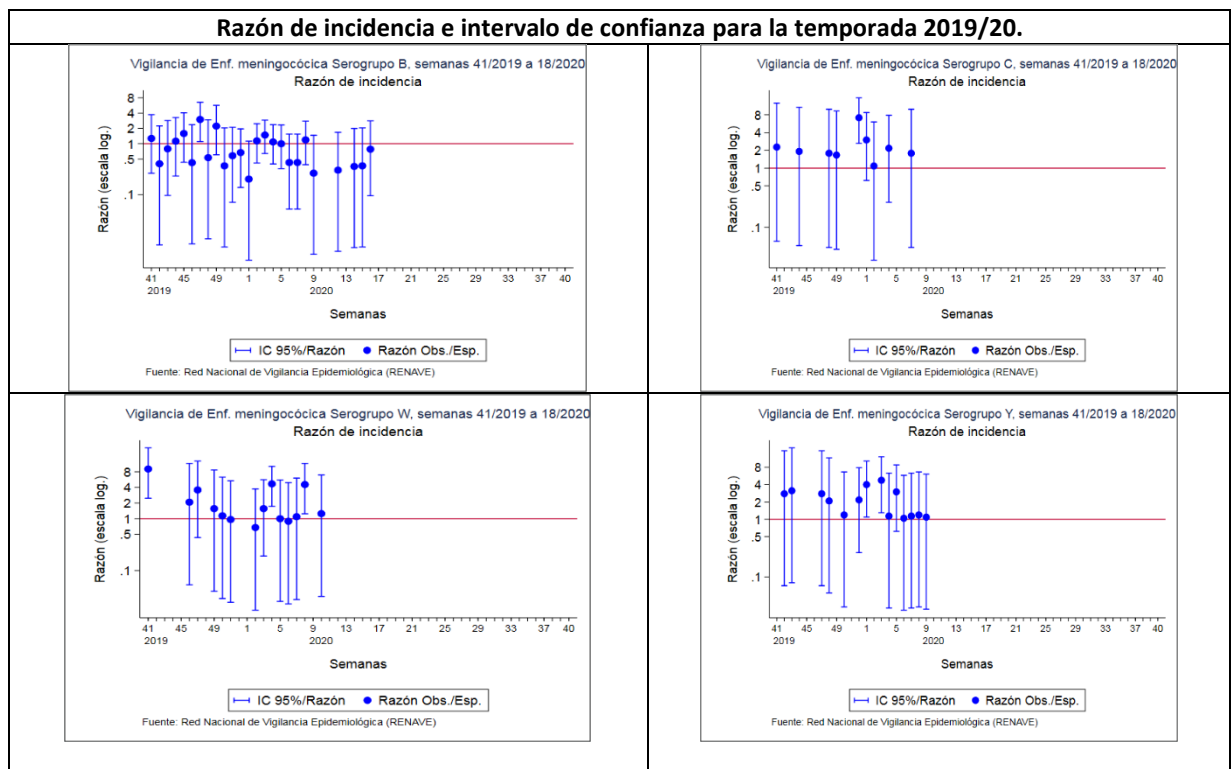 Razón de incidencia e intervalo de confianza para la temporada 2019/20.
Vigilancia de Enf. meningocócica Serogrupo B, semanas 41/2019 a 18/2020
Razón de incidencia
Razón (escala log.)
8
4
2
1
.5
.1
41 45 49 1 5 9 13 17 21 25 29 33 37 40
2019 2020
Semanas
IC 95%/Razón Razón Obs./Esp.
Fuente: Red Nacional de Vigilancia Epidemiológica (RENAVE)
Vigilancia de Enf. meningocócica Serogrupo C, semanas 41/2019 a 18/2020
Razón de incidencia
Razón (escala log.)
8
4
2
1
.5
.1
41 45 49 1 5 9 13 17 21 25 29 33 37 40
2019 2020
Semanas
IC 95%/Razón Razón Obs./Esp.
Fuente: Red Nacional de Vigilancia Epidemiológica (RENAVE)
Vigilancia de Enf. meningocócica Serogrupo W, semanas 41/2019 a 18/2020
Razón de incidencia
Razón (escala log.)
8
4
2
1
.5
.1
41 45 49 1 5 9 13 17 21 25 29 33 37 41
2019 2020
Semanas
IC 95%/Razón Razón Obs./Esp.
Fuente: Red Nacional de Vigilancia Epidemiológica (RENAVE)
Vigilancia de Enf. meningocócica Serogrupo Y, semanas 41/2019 a 18/2020
Razón de incidencia
Razón (escala log.)
8
4
2
1
.5
.1
41 45 49 1 5 9 13 17 21 25 29 33 37 40
2019 2020
Semanas
IC 95%/Razón Razón Obs./Esp.
Fuente: Red Nacional de Vigilancia Epidemiológica (RENAVE)